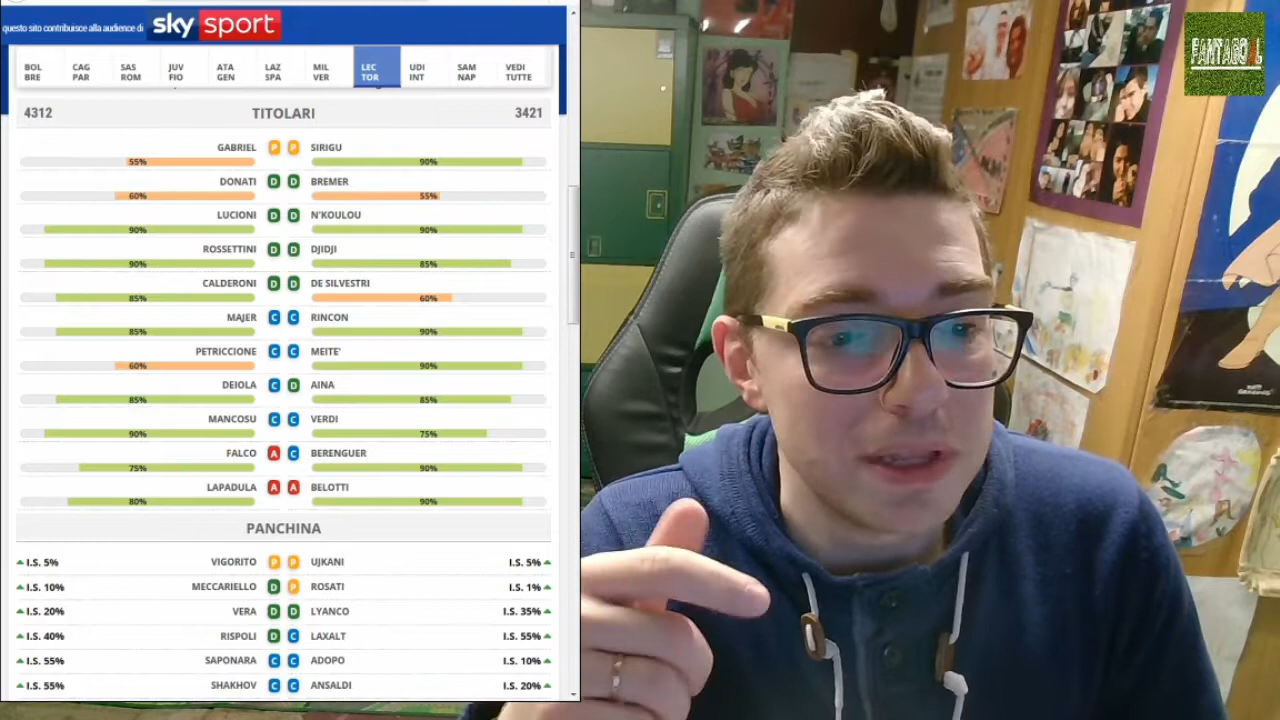 questo sito contribuisce alla audience di sky sport
BOL CAG SAS JUV ATA LAZ MIL LEC UDI SAM VEDI
BRE PAR ROM FIO GEN SPA VER TOR INT NAP TUTTE
4312 TITOLARI 3421
GABRIEL P P SIRIGU
55% 90%
DONATI D D BREMER
60% 55%
LUCIONI D D N'KOULOU
90% 90%
ROSSETTINI D D DJIDJI
90% 85%
CALDERONI D D DE SILVESTRI
85% 60%
MAJER C C RINCON
85% 90%
PETRICCIONE C C MEITE'
60% 90%
DEIOLA C D AINA
85% 85%
MANCOSU C C VERDI
90% 75%
FALCO A C BERENGUER
75% 90%
LAPADULA A A BELOTTI
80% 90%
PANCHINA
I.S. 5% VIGORITO P P UJKANI I.S. 5%
I.S. 10% MECCARIELLO D P ROSATI I.S. 1%
I.S. 20% VERA D D LYANCO I.S. 35%
I.S. 40% RISPOLI D C LAXALT I.S. 55%
I.S. 55% SAPONARA C C ADOPO I.S. 10%
I.S. 55% SHAKHOV C C ANSALDI I.S. 20%
FANTAGOAL